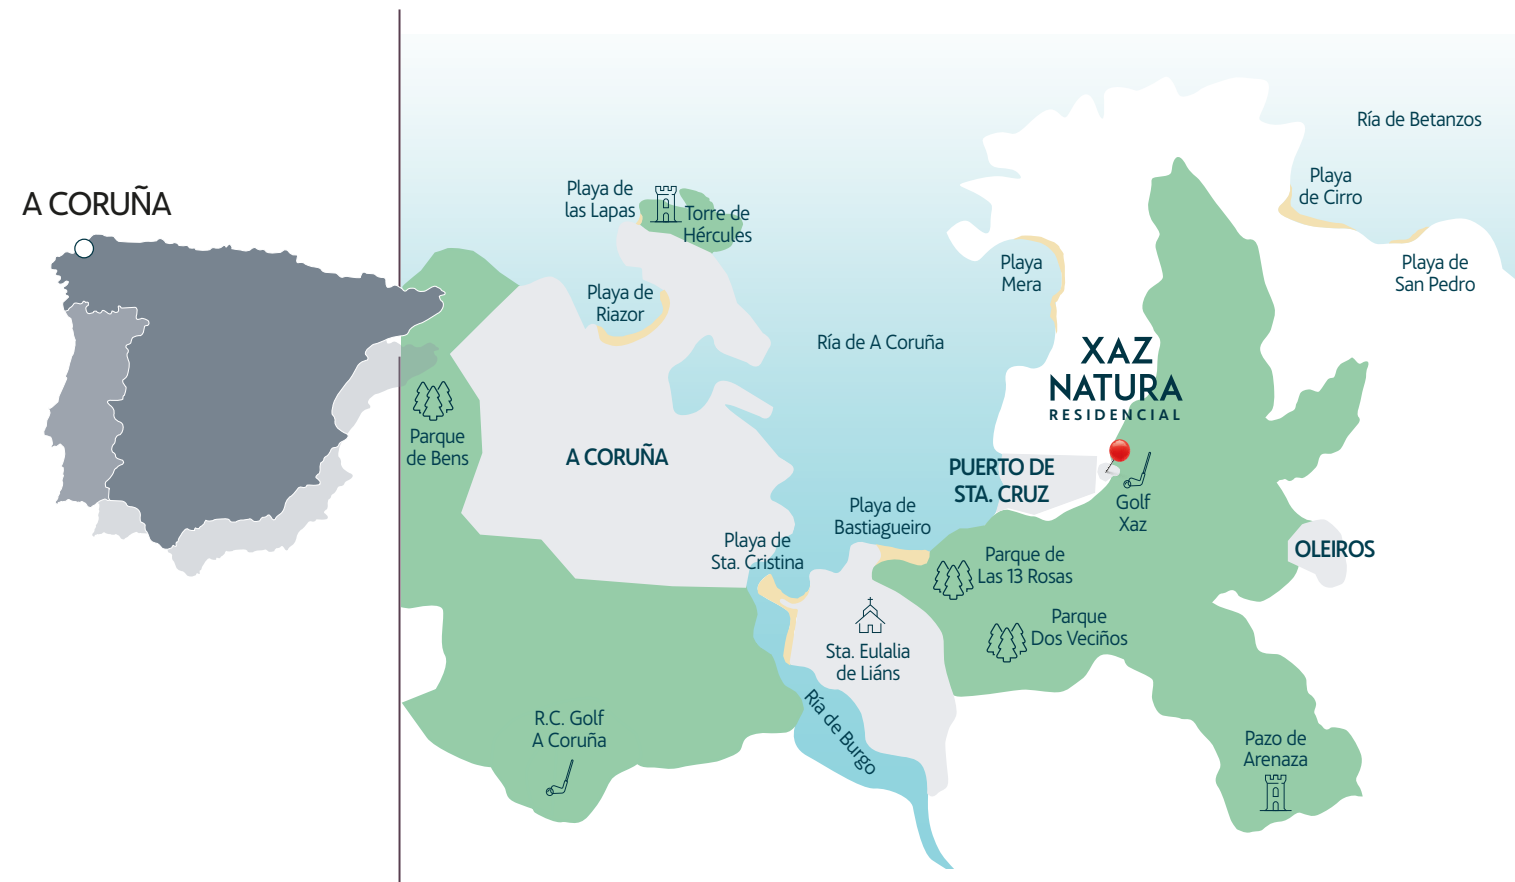 A CORUÑA
Ría de Betanzos
Playa de
las Lapas
Torre de
Hércules
Playa
de Cirro
Playa de
San Pedro
Playa
Mera
Playa de
Riazor
Ría de A Coruña
XAZ
NATURA
RESIDENCIAL
Parque
de Bens
A CORUÑA
PUERTO DE
STA. CRUZ
Golf
Xaz
Playa de
Bastiagueiro
Playa de
Sta. Cristina
OLEIROS
Parque de
Las 13 Rosas
Parque
Dos Veciños
Sta. Eulalia
de Liáns
Ría de Burgo
R.C. Golf
A Coruña
Pazo de
Arenaza